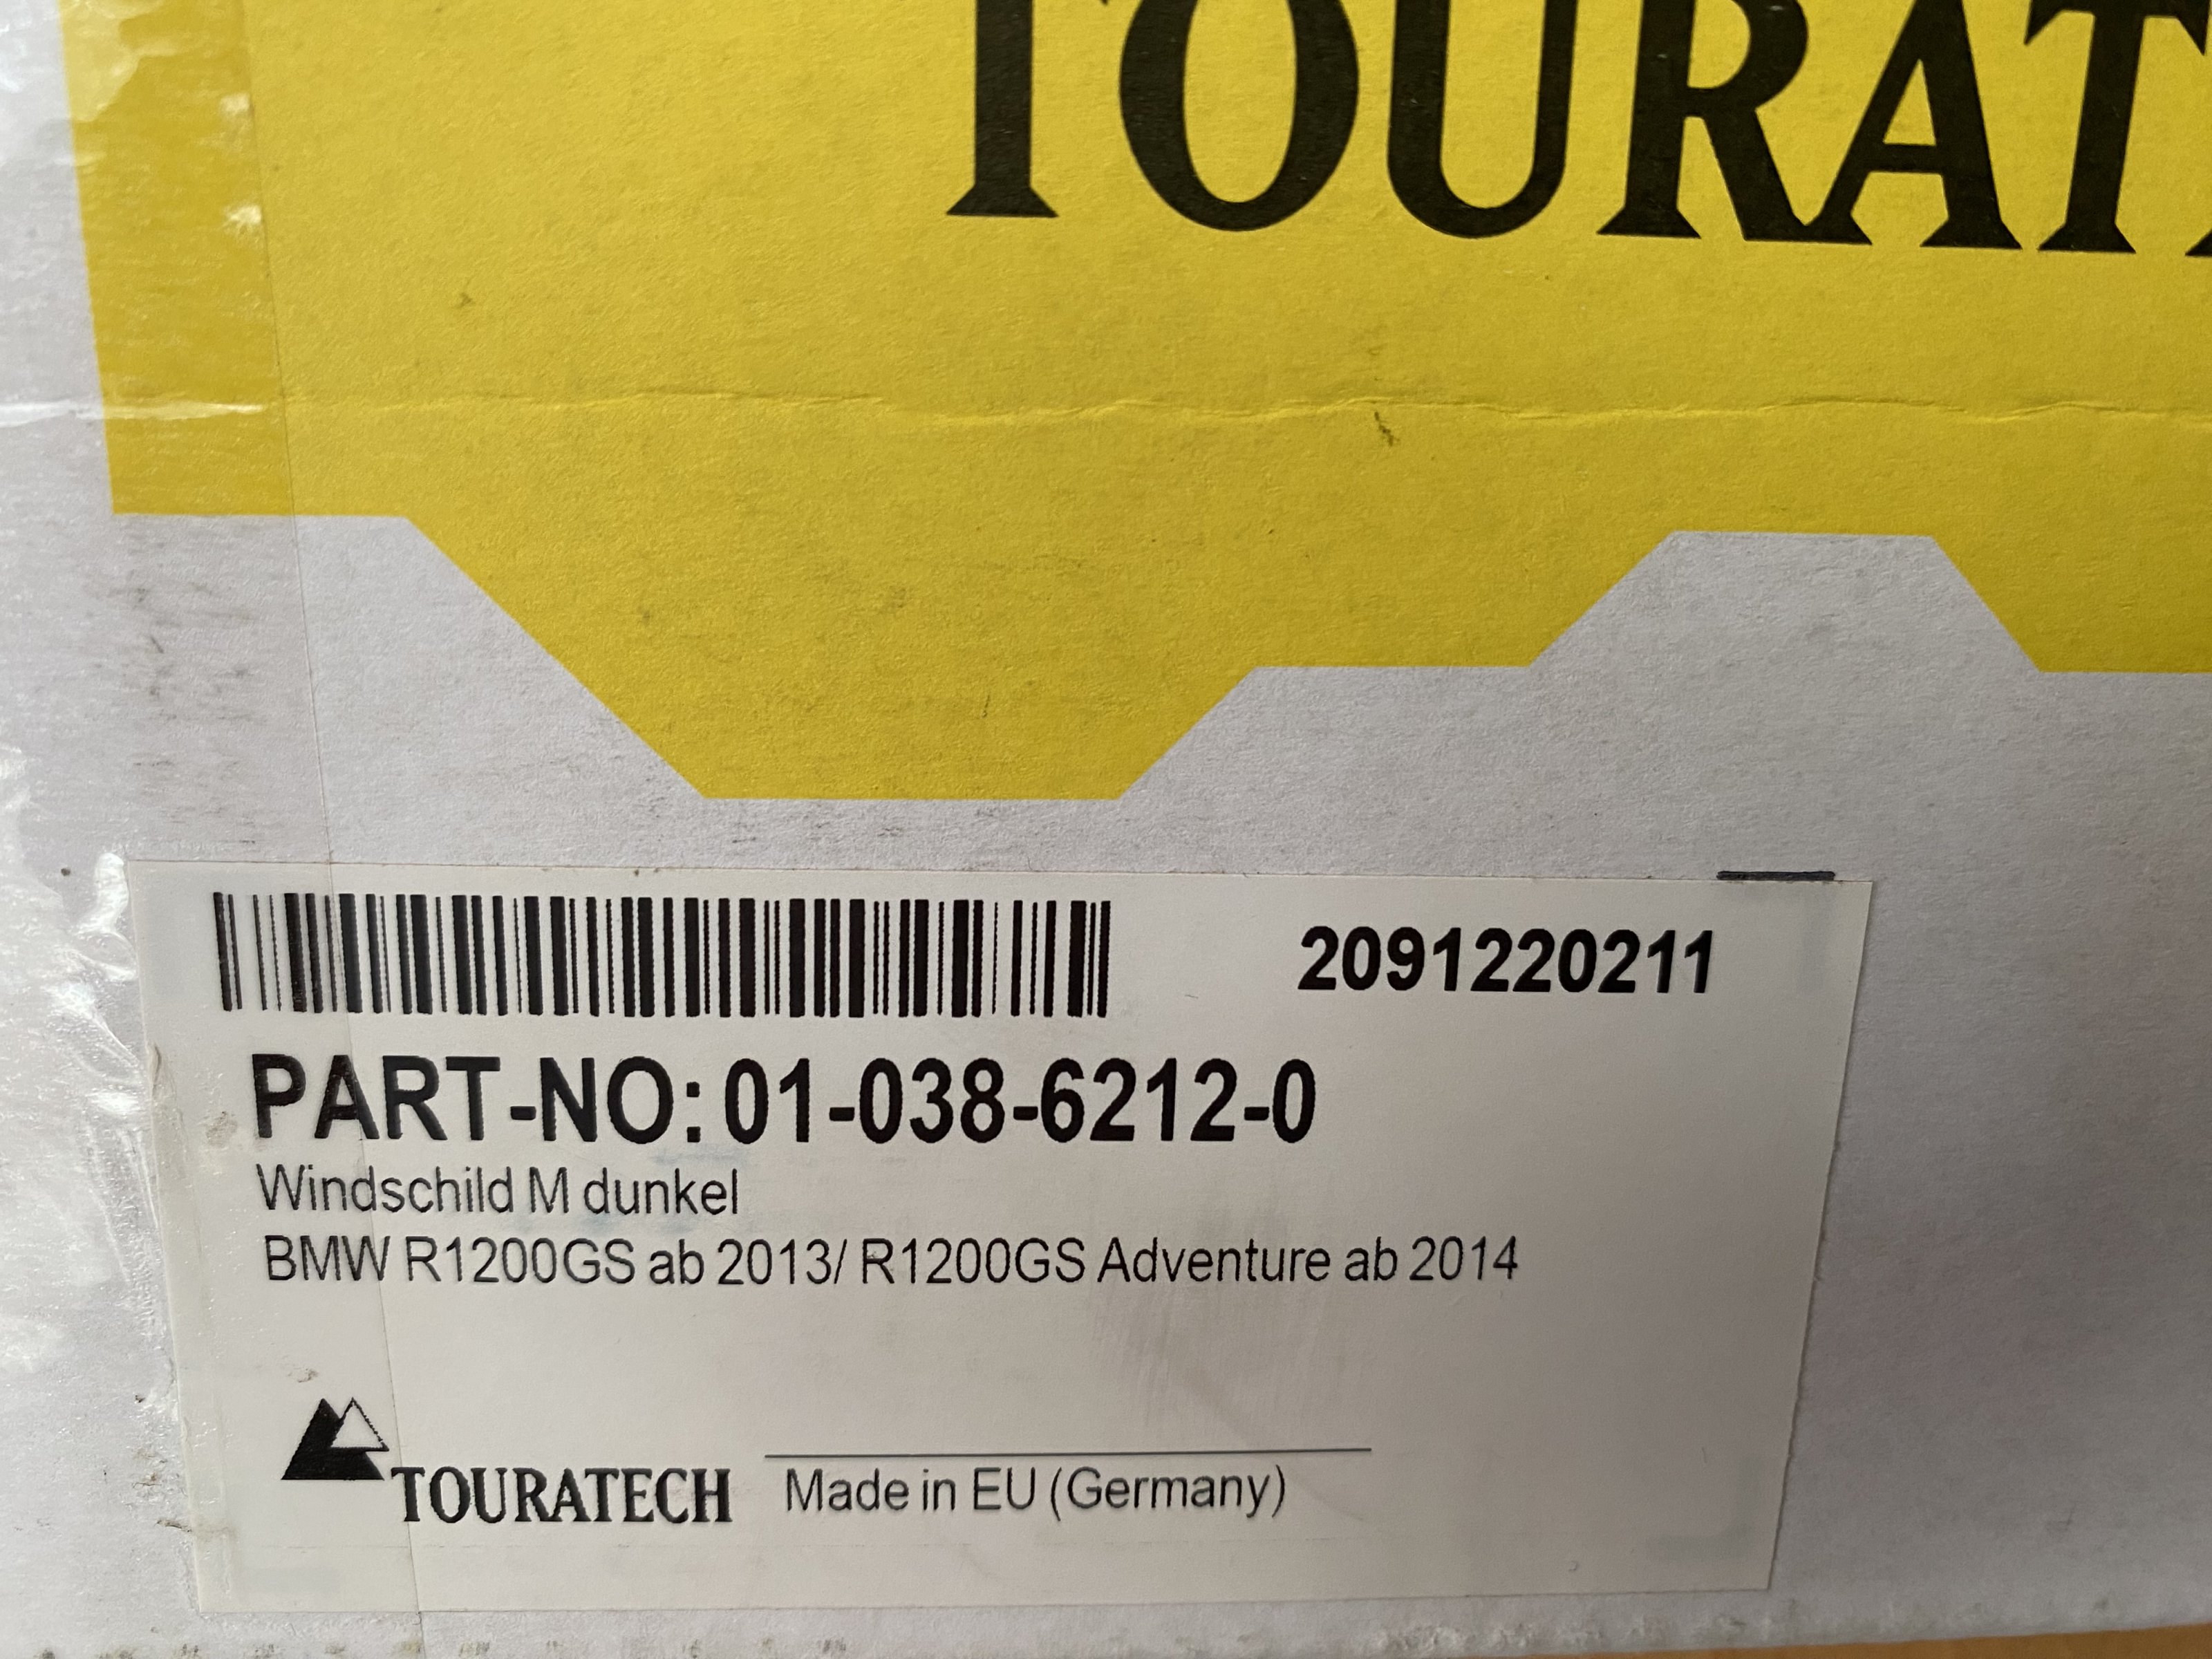 TOURAT
2091220211
PART-NO: 01-038-6212-0
Windschild M dunkel
BMW R1200GS ab 2013/ R1200GS Adventure ab 2014
TOURATECH
Made in EU (Germany)